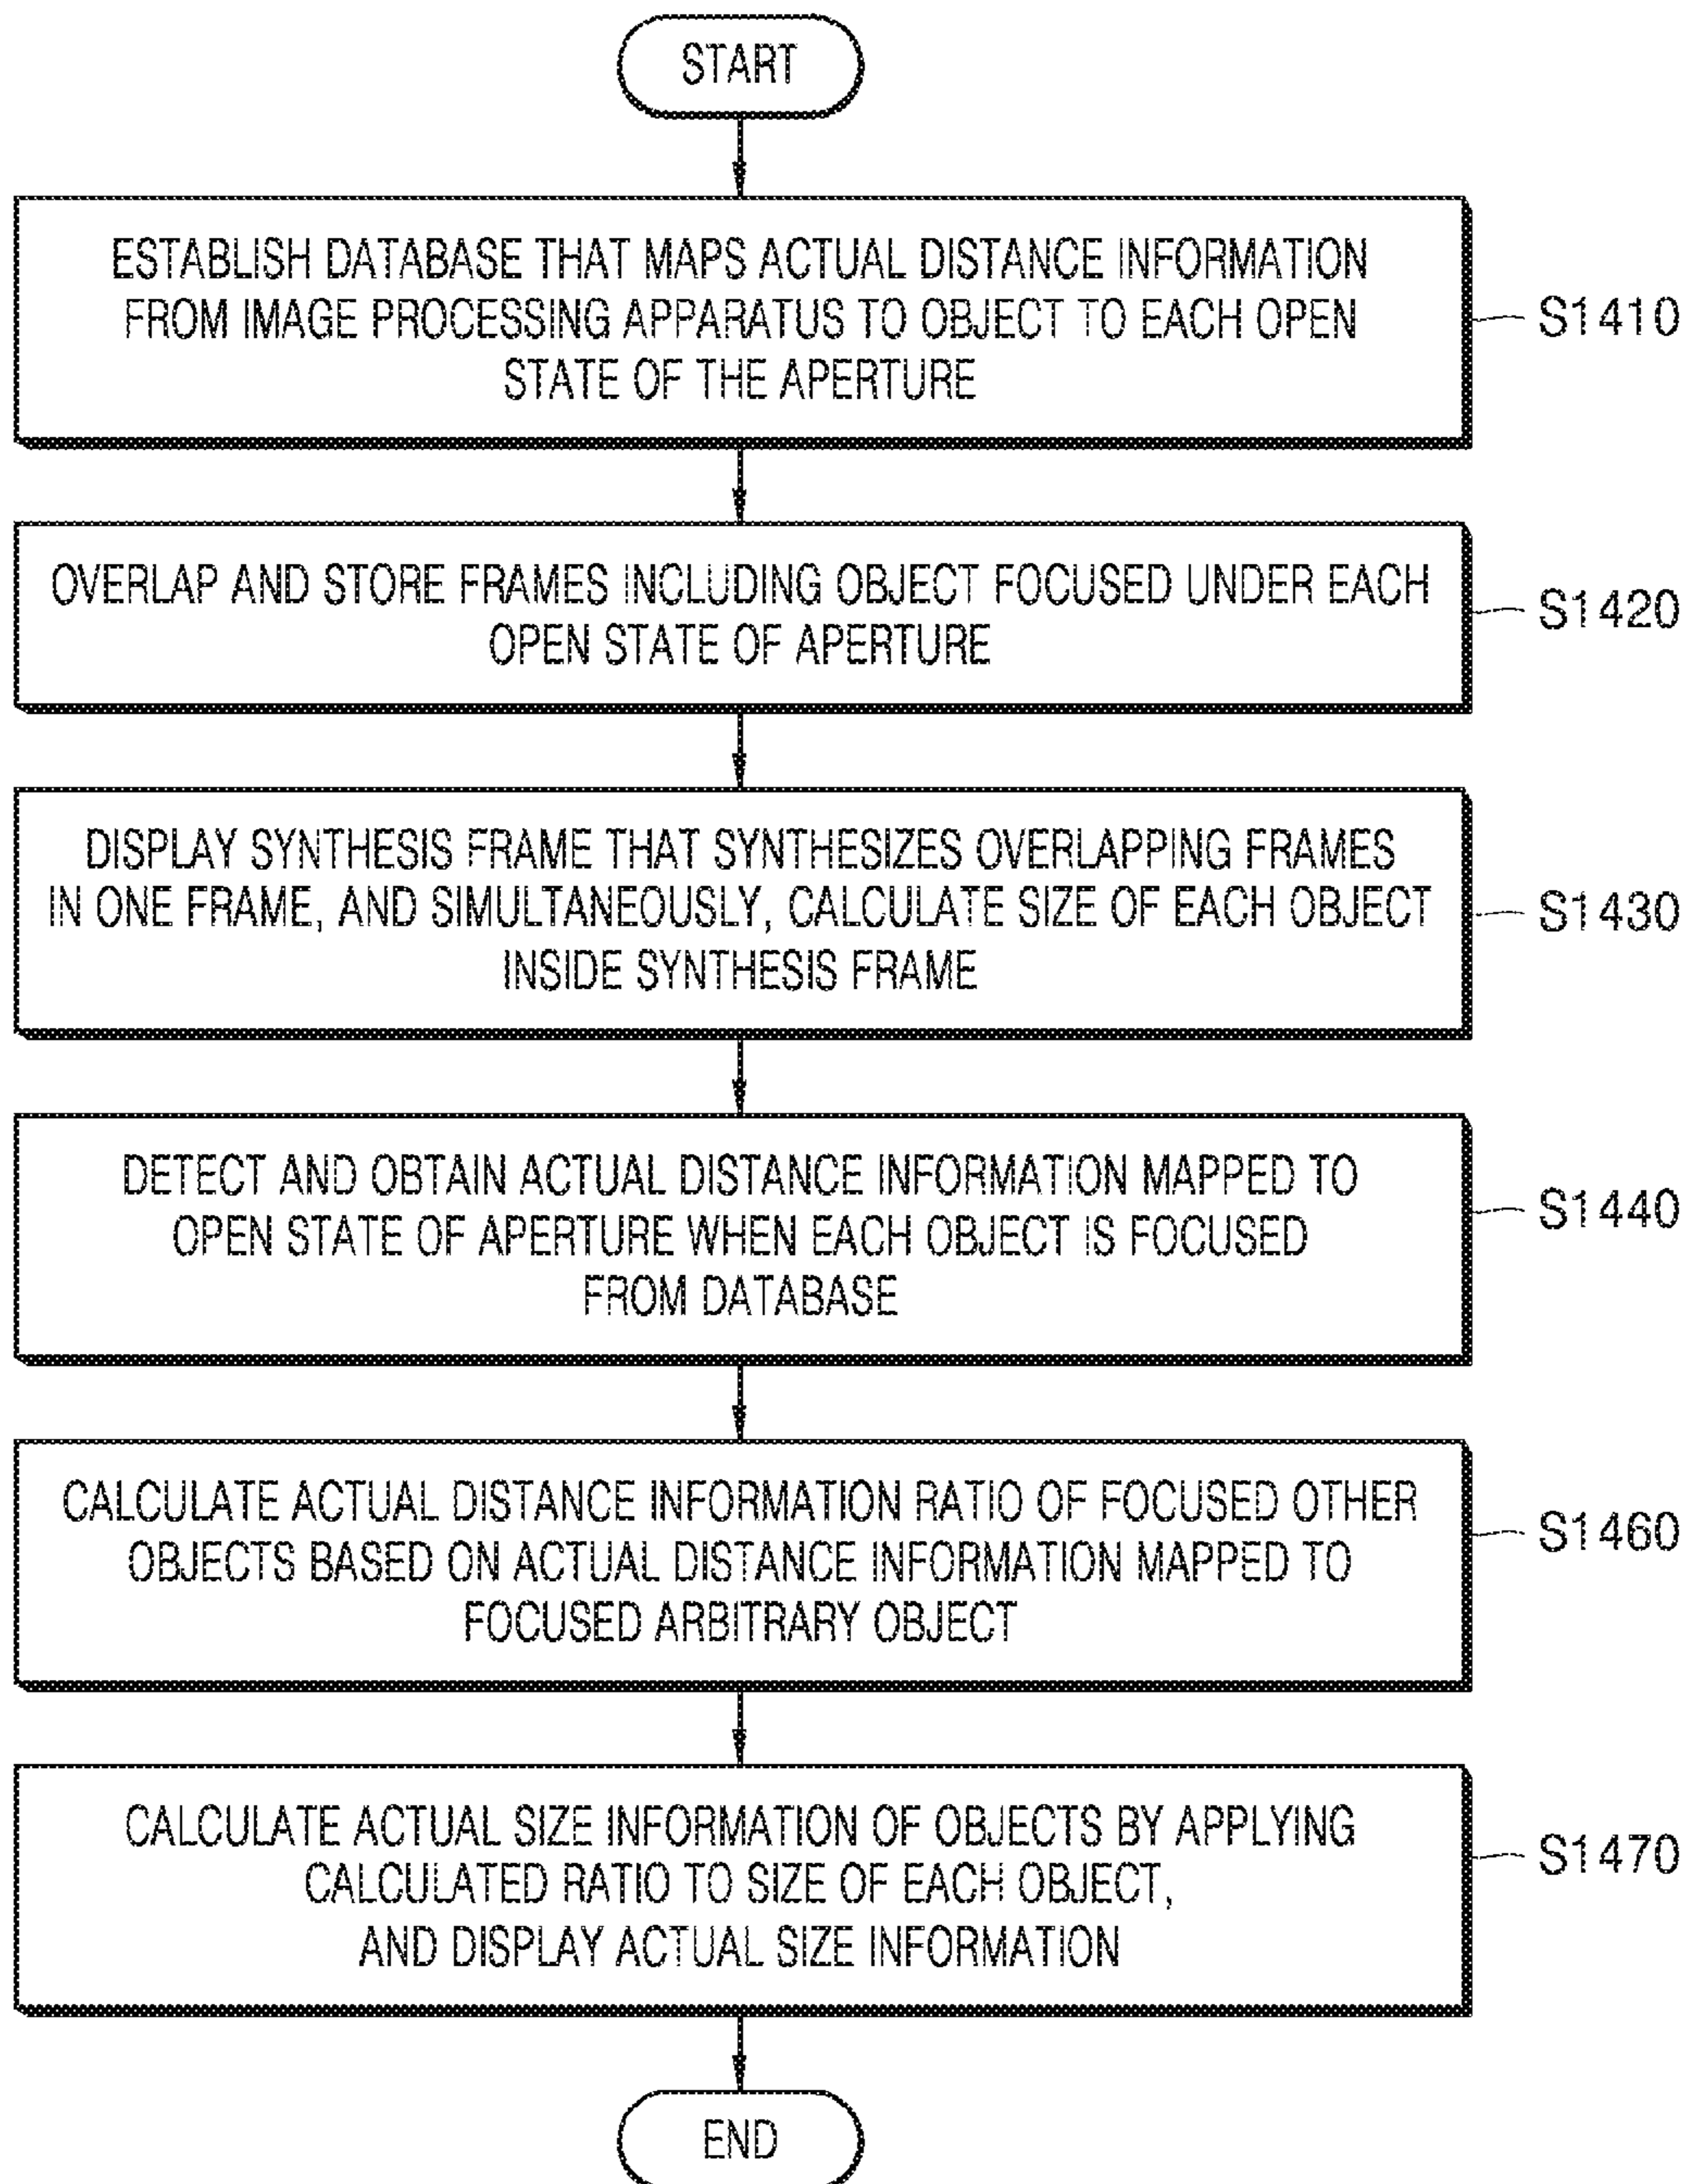 START
ESTABLISH DATABASE THAT MAPS ACTUAL DISTANCE INFORMATION
FROM IMAGE PROCESSING APPARATUS TO OBJECT TO EACH OPEN
STATE OF THE APERTURE
S1410
OVERLAP AND STORE FRAMES INCLUDING OBJECT FOCUSED UNDER EACH
OPEN STATE OF APERTURE
S1420
DISPLAY SYNTHESIS FRAME THAT SYNTHESIZES OVERLAPPING FRAMES
IN ONE FRAME, AND SIMULTANEOUSLY, CALCULATE SIZE OF EACH OBJECT
INSIDE SYNTHESIS FRAME
S1430
DETECT AND OBTAIN ACTUAL DISTANCE INFORMATION MAPPED TO
OPEN STATE OF APERTURE WHEN EACH OBJECT IS FOCUSED
FROM DATABASE
S1440
CALCULATE ACTUAL DISTANCE INFORMATION RATIO OF FOCUSED OTHER
OBJECTS BASED ON ACTUAL DISTANCE INFORMATION MAPPED TO
FOCUSED ARBITRARY OBJECT
S1460
CALCULATE ACTUAL SIZE INFORMATION OF OBJECTS BY APPLYING
CALCULATED RATIO TO SIZE OF EACH OBJECT,
AND DISPLAY ACTUAL SIZE INFORMATION
S1470
END